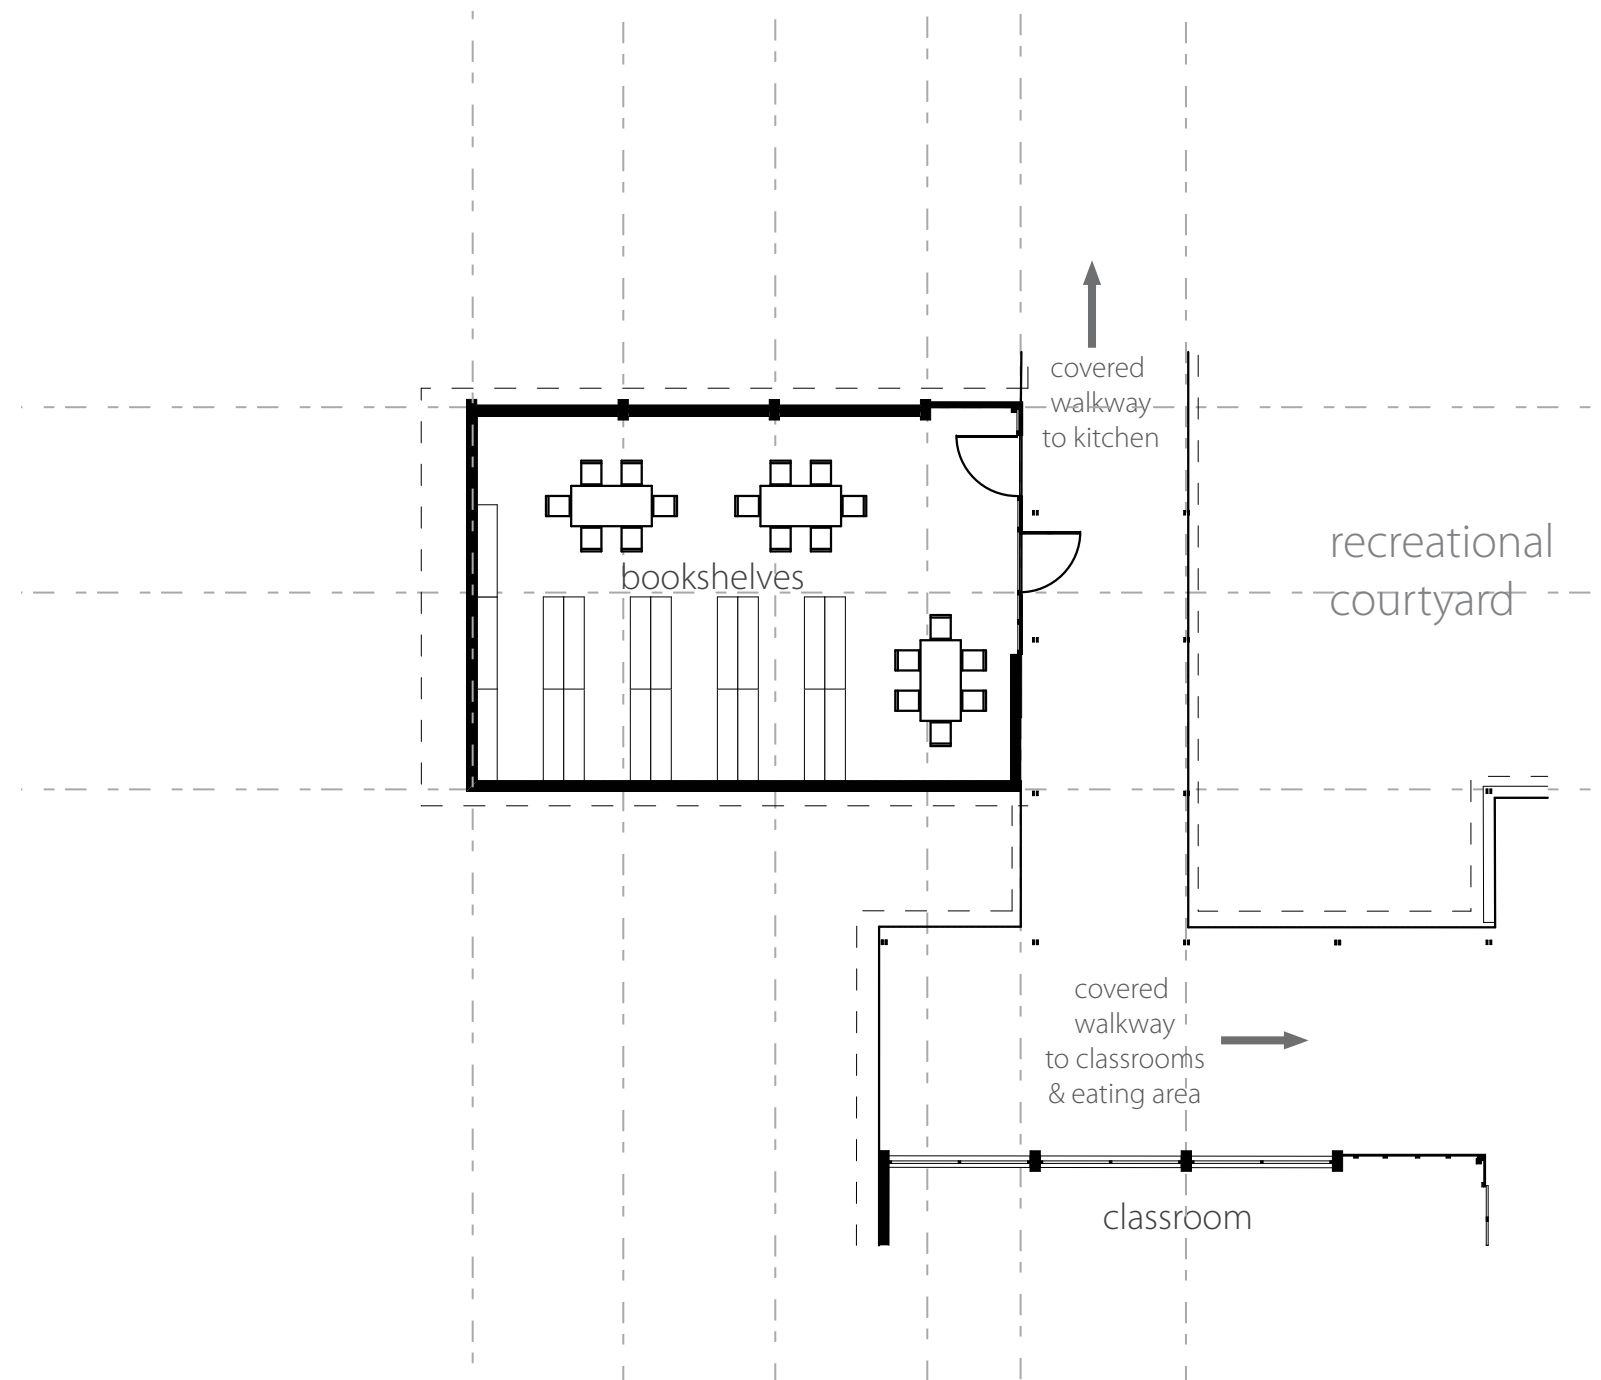 covered
walkway
to kitchen
recreational
courtyard
bookshelves
covered
walkway
to classrooms
& eating area
classroom